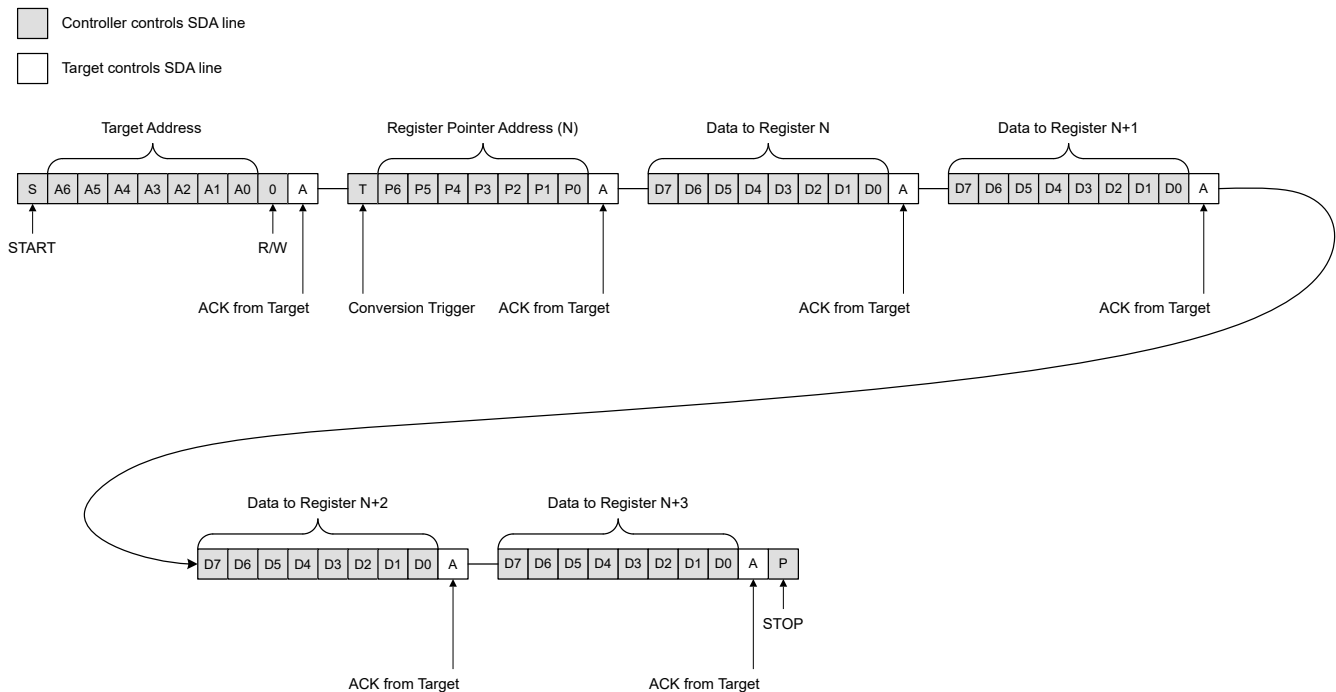 Controller controls SDA line
Target controls SDA line
Target Address
Register Pointer Address (N)
Data to Register N
Data to Register N+1
S A6 A5 A4 A3 A2 A1 A0 0 A T P6 P5 P4 P3 P2 P1 P0 A D7 D6 D5 D4 D3 D2 D1 D0 A D7 D6 D5 D4 D3 D2 D1 D0 A
START
R/W
ACK from Target
Conversion Trigger
ACK from Target
ACK from Target
ACK from Target
Data to Register N+2
Data to Register N+3
D7 D6 D5 D4 D3 D2 D1 D0 A D7 D6 D5 D4 D3 D2 D1 D0 A P
STOP
ACK from Target
ACK from Target